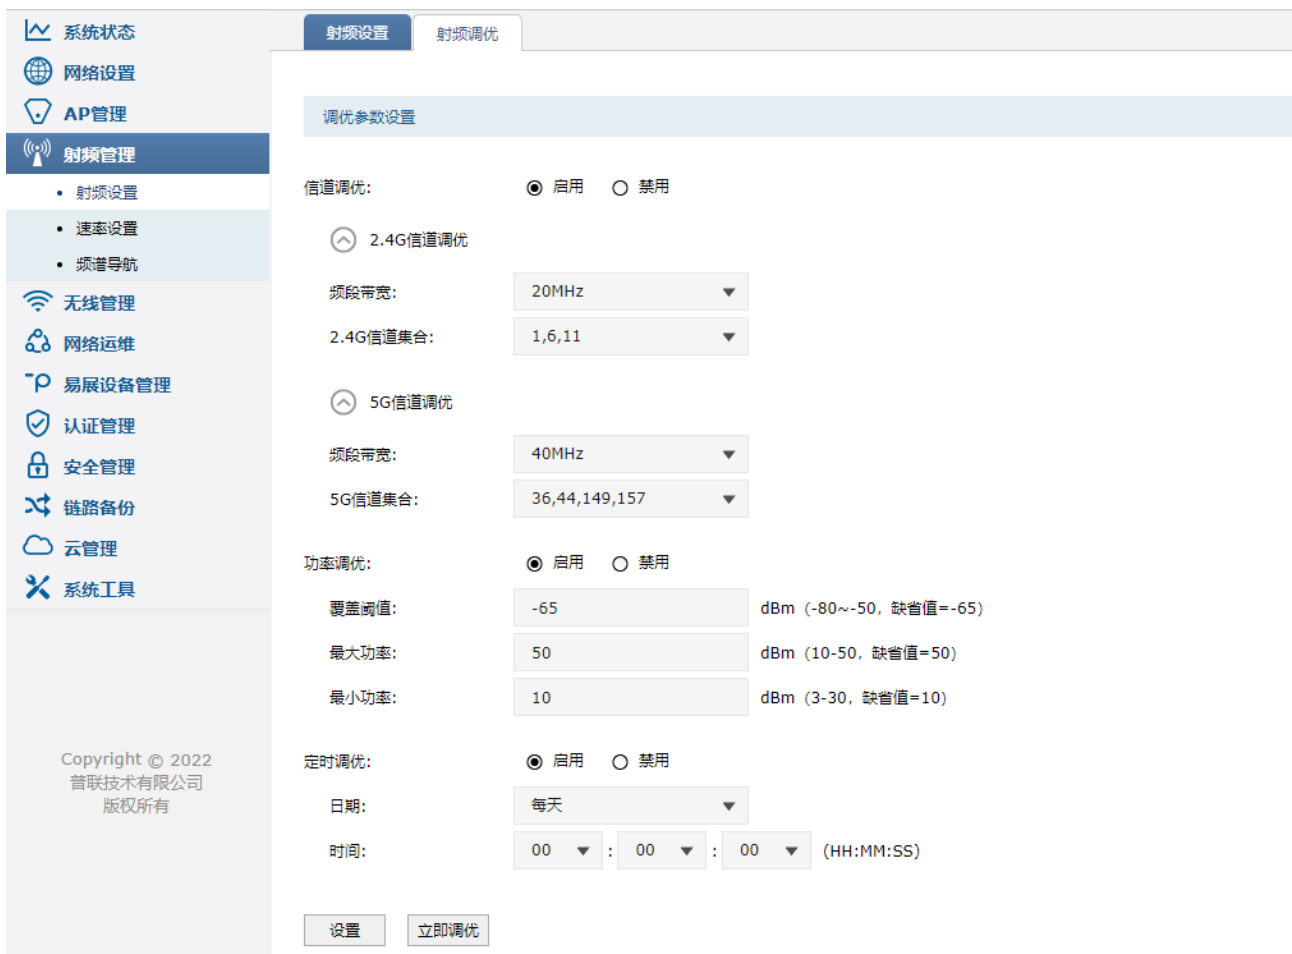 系统状态
网络设置
AP管理
射频管理
射频设置
速率设置
频谱导航
无线管理
网络运维
易展设备管理
认证管理
安全管理
链路备份
云管理
系统工具
Copyright © 2022
普联技术有限公司
版权所有
射频设置 射频调优
调优参数设置
信道调优: 启用 禁用
2.4G信道调优
频段带宽: 20MHz
2.4G信道集合: 1,6,11
5G信道调优
频段带宽: 40MHz
5G信道集合: 36,44,149,157
功率调优: 启用 禁用
覆盖阈值: -65 dBm (-80~-50, 缺省值=-65)
最大功率: 50 dBm (10-50, 缺省值=50)
最小功率: 10 dBm (3-30, 缺省值=10)
定时调优: 启用 禁用
日期: 每天
时间: 00 : 00 : 00 (HH:MM:SS)
设置 立即调优